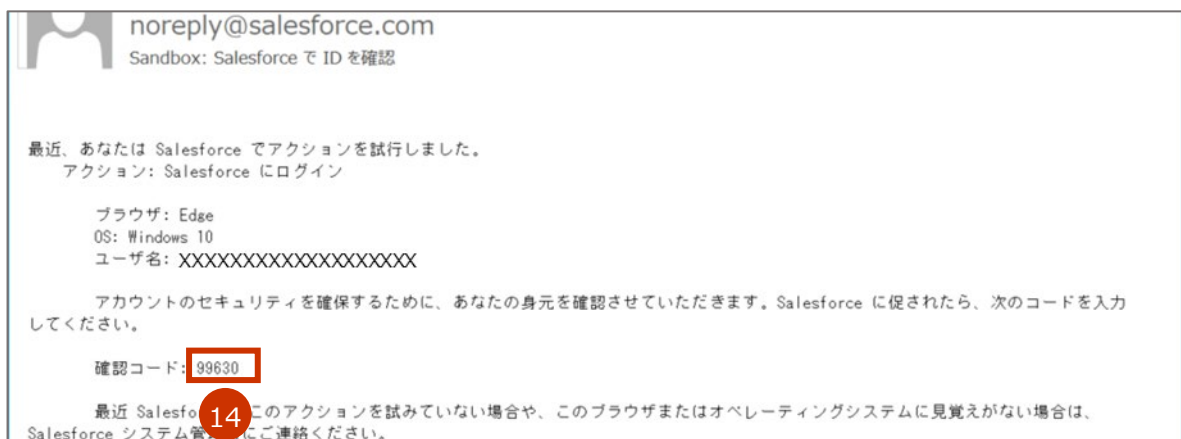 noreply@salesforce.com
Sandbox: Salesforce で ID を確認
最近、あなたは Salesforce でアクションを試行しました。
アクション: Salesforce にログイン
ブラウザ: Edge
OS: Windows 10
ユーザ名: XXXXXXXXXXXXXXXXXXX
アカウントのセキュリティを確保するために、あなたの身元を確認させていただきます。Salesforce に促されたら、次のコードを入力
してください。
確認コード: 99630
14
最近 Salesfo このアクションを試みていない場合や、このブラウザまたはオペレーティングシステムに見覚えがない場合は、
Salesforce システム管 にご連絡ください。